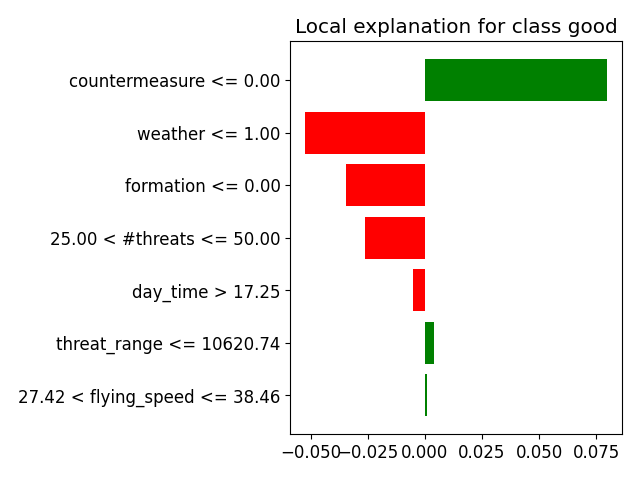 Local explanation for class good
countermeasure <= 0.00
weather <= 1.00
formation <= 0.00
25.00 < #threats <= 50.00
day_time > 17.25
threat_range <= 10620.74
27.42 < flying_speed <= 38.46
−0.050 −0.025 0.000 0.025 0.050 0.075